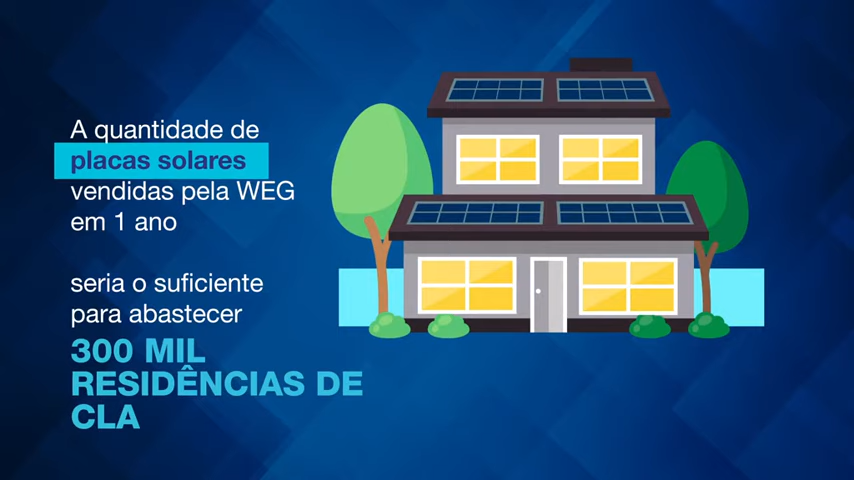 A quantidade de
placas solares
vendidas pela WEG
em 1 ano
seria o suficiente
para abastecer
300 MIL
RESIDÊNCIAS DE
CLA